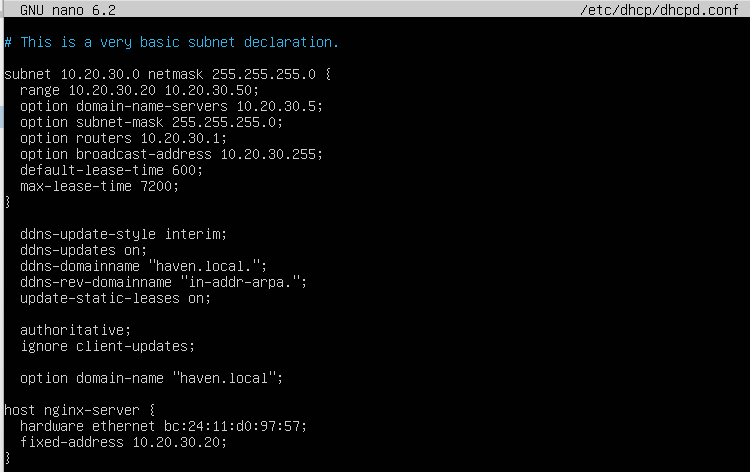 GNU nano 6.2 /etc/dhcp/dhcpd.conf
# This is a very basic subnet declaration.
subnet 10.20.30.0 netmask 255.255.255.0 {
range 10.20.30.20 10.20.30.50;
option domain-name-servers 10.20.30.5;
option subnet-mask 255.255.255.0;
option routers 10.20.30.1;
option broadcast-address 10.20.30.255;
default-lease-time 600;
max-lease-time 7200;
}
ddns-update-style interim;
ddns-updates on;
ddns-domainname "haven.local.";
ddns-rev-domainname "in-addr-arpa.";
update-static-leases on;
authoritative;
ignore client-updates;
option domain-name "haven.local";
host nginx-server {
hardware ethernet bc:24:11:d0:97:57;
fixed-address 10.20.30.20;
}